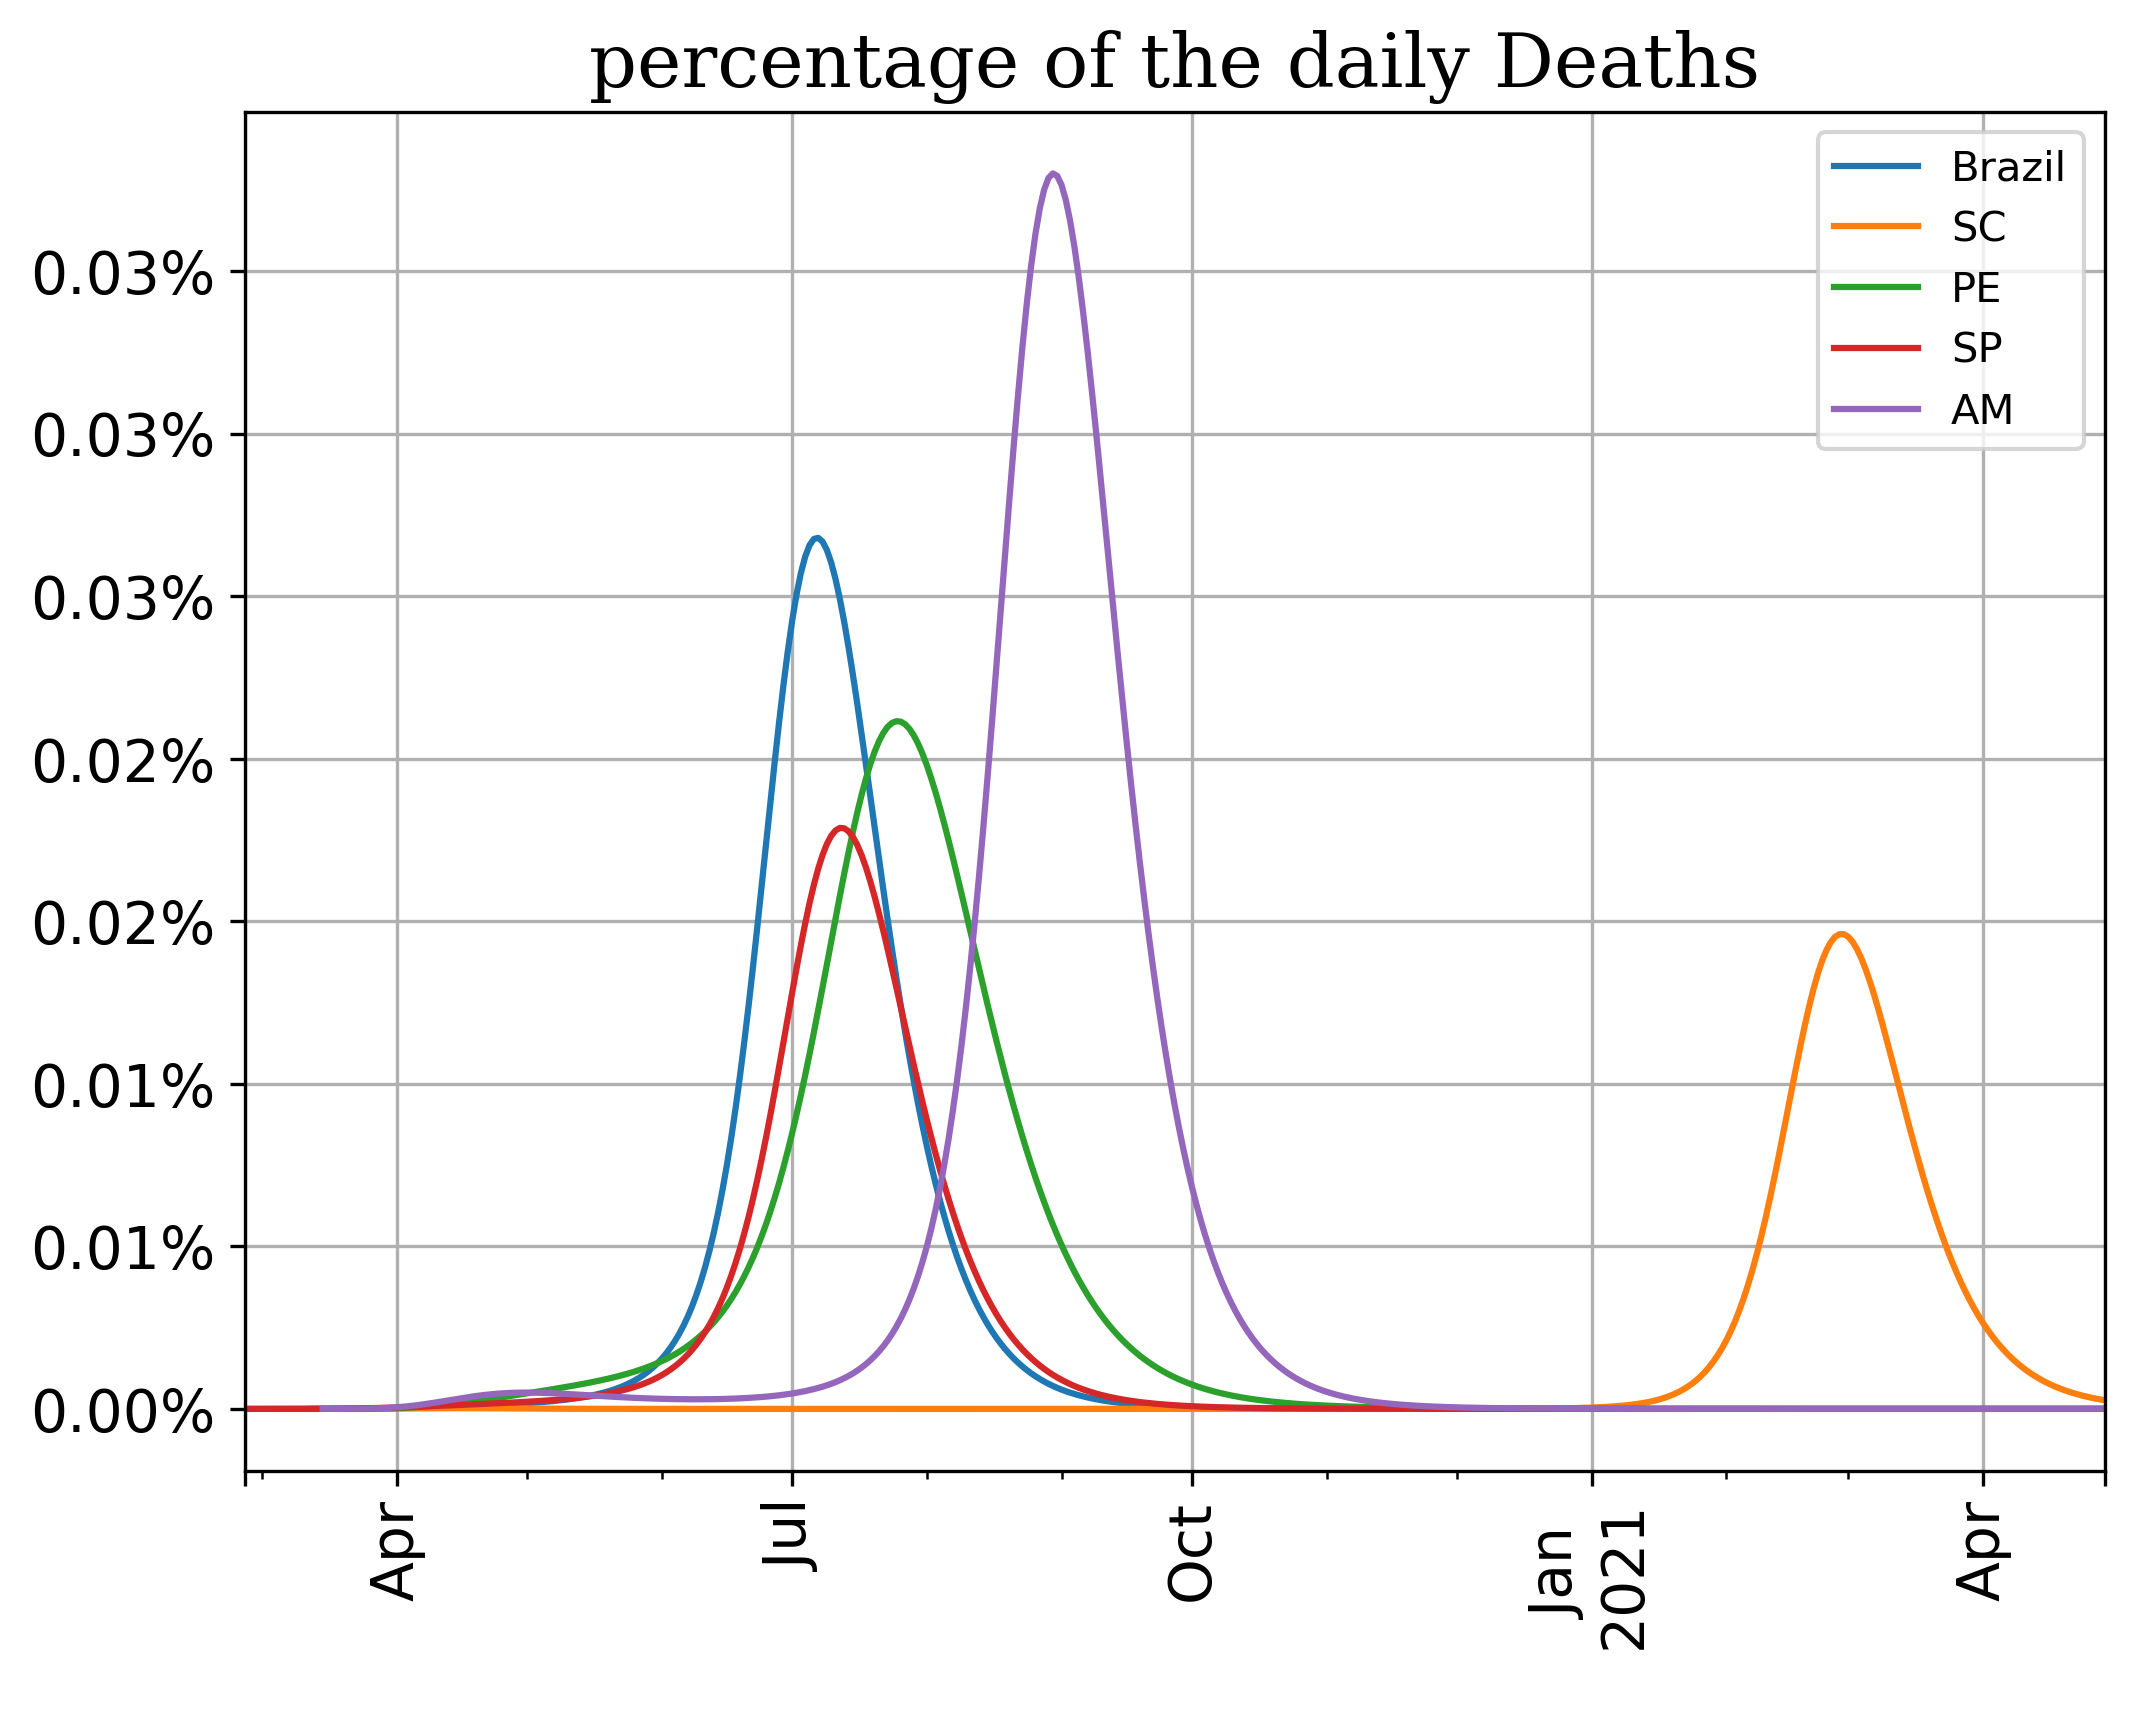 percentage of the daily Deaths
Brazil
SC
PE
SP
AM
0.03%
0.03%
0.03%
0.02%
0.02%
0.01%
0.01%
0.00%
Apr
Jul
Oct
Jan
2021
Apr